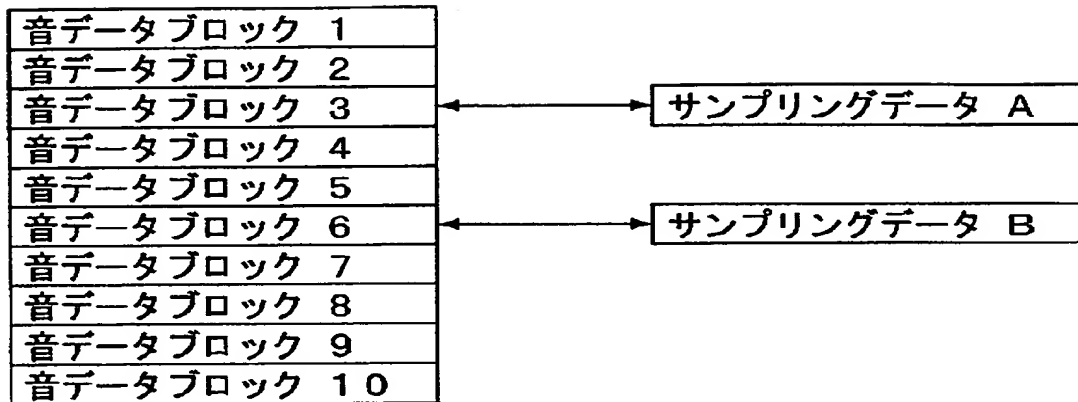 音データブロック 1
音データブロック 2
音データブロック 3
音データブロック 4
音データブロック 5
音データブロック 6
音データブロック 7
音データブロック 8
音データブロック 9
音データブロック 10
サンプリングデータ A
サンプリングデータ B